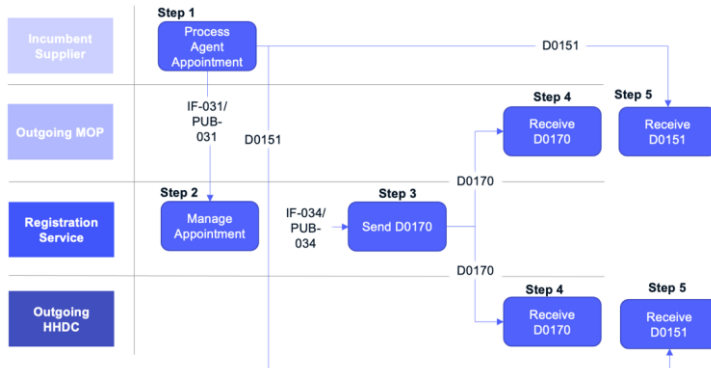 Step 1
Incumbent
Supplier
Process
Agent
Appointment
D0151
IF-031/
PUB-
031
D0151
Step 4
Step 5
Outgoing MOP
Receive
D0170
Receive
D0151
D0170
Step 2
Step 3
Registration
Service
Manage
Appointment
IF-034/
PUB-
034
Send D0170
D0170
Step 4
Step 5
Outgoing
HHDC
Receive
D0170
Receive
D0151